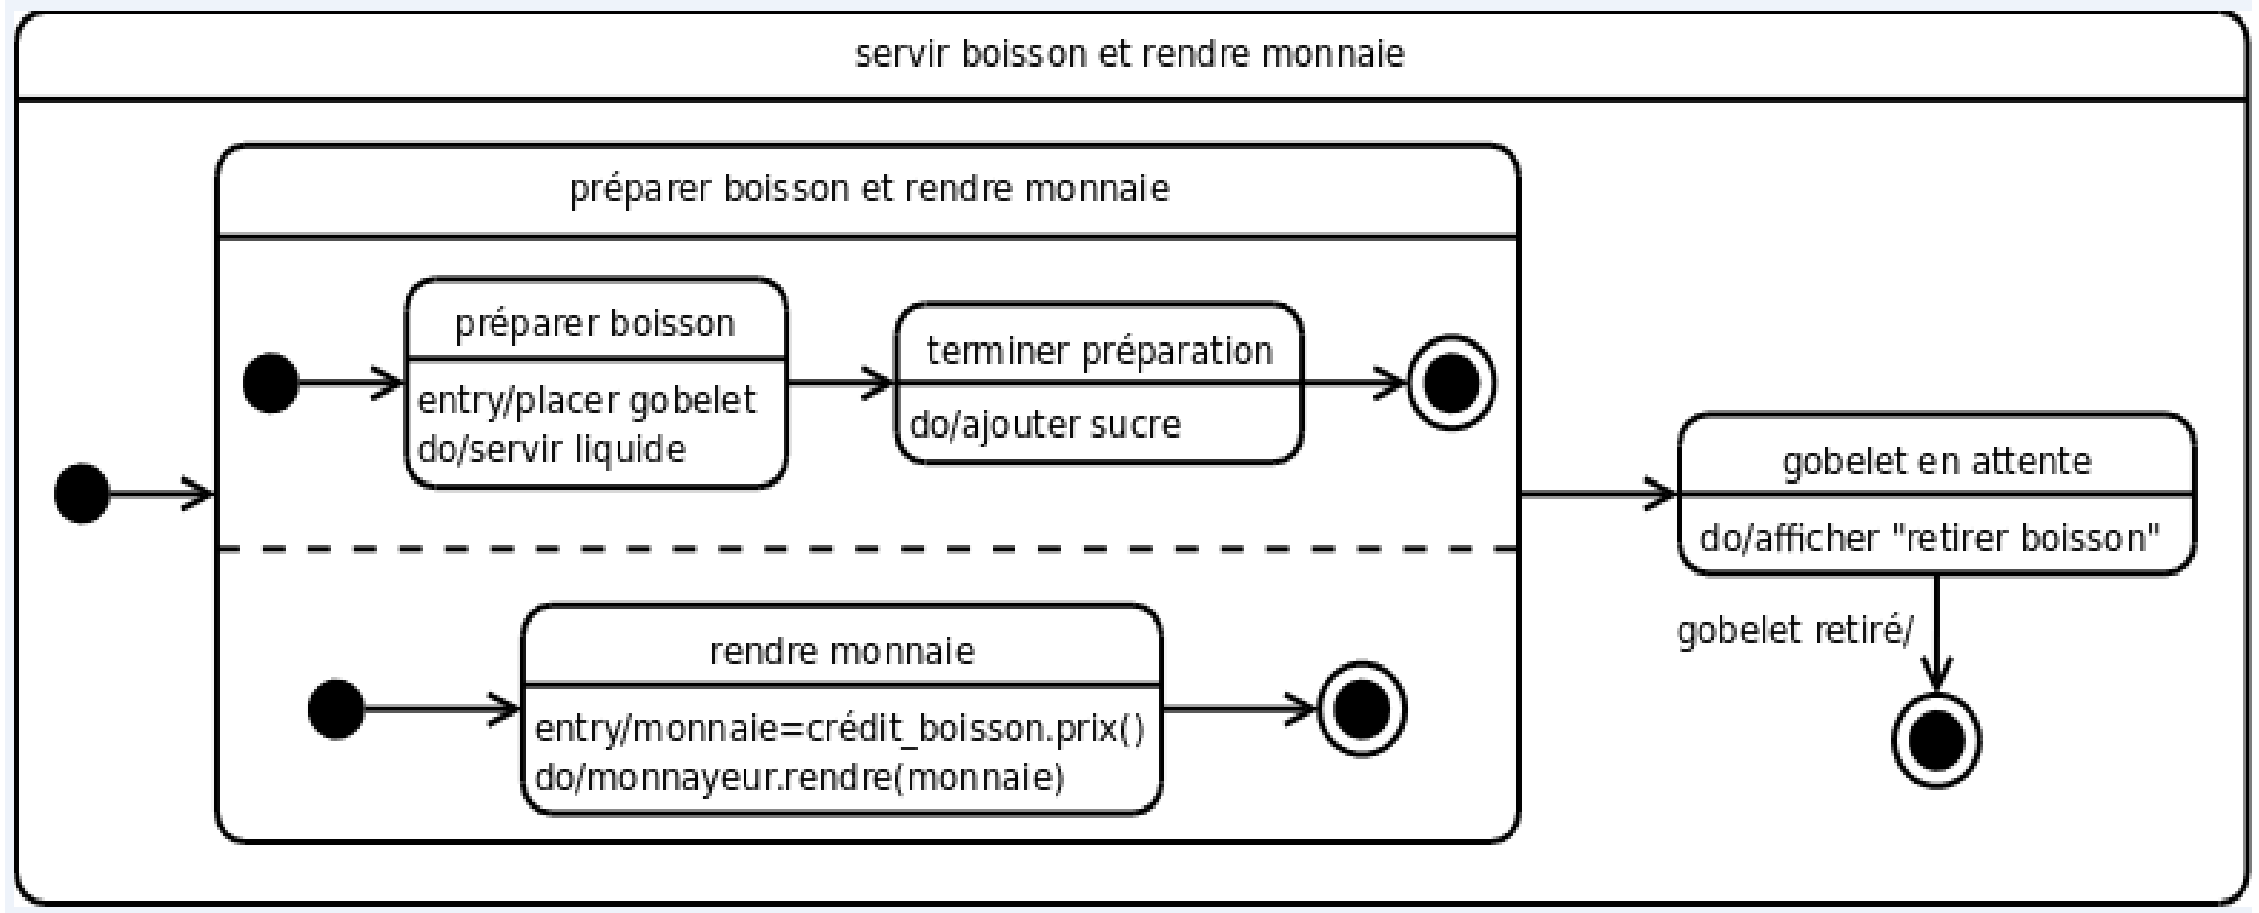 servir boisson et rendre monnaie
préparer boisson et rendre monnaie
préparer boisson
entry/placer gobelet
do/servir liquide
terminer préparation
do/ajouter sucre
rendre monnaie
entry/monnaie=crédit_boisson.prix()
do/monnayeur.rendre(monnaie)
gobelet en attente
do/afficher "retirer boisson"
gobelet retiré/